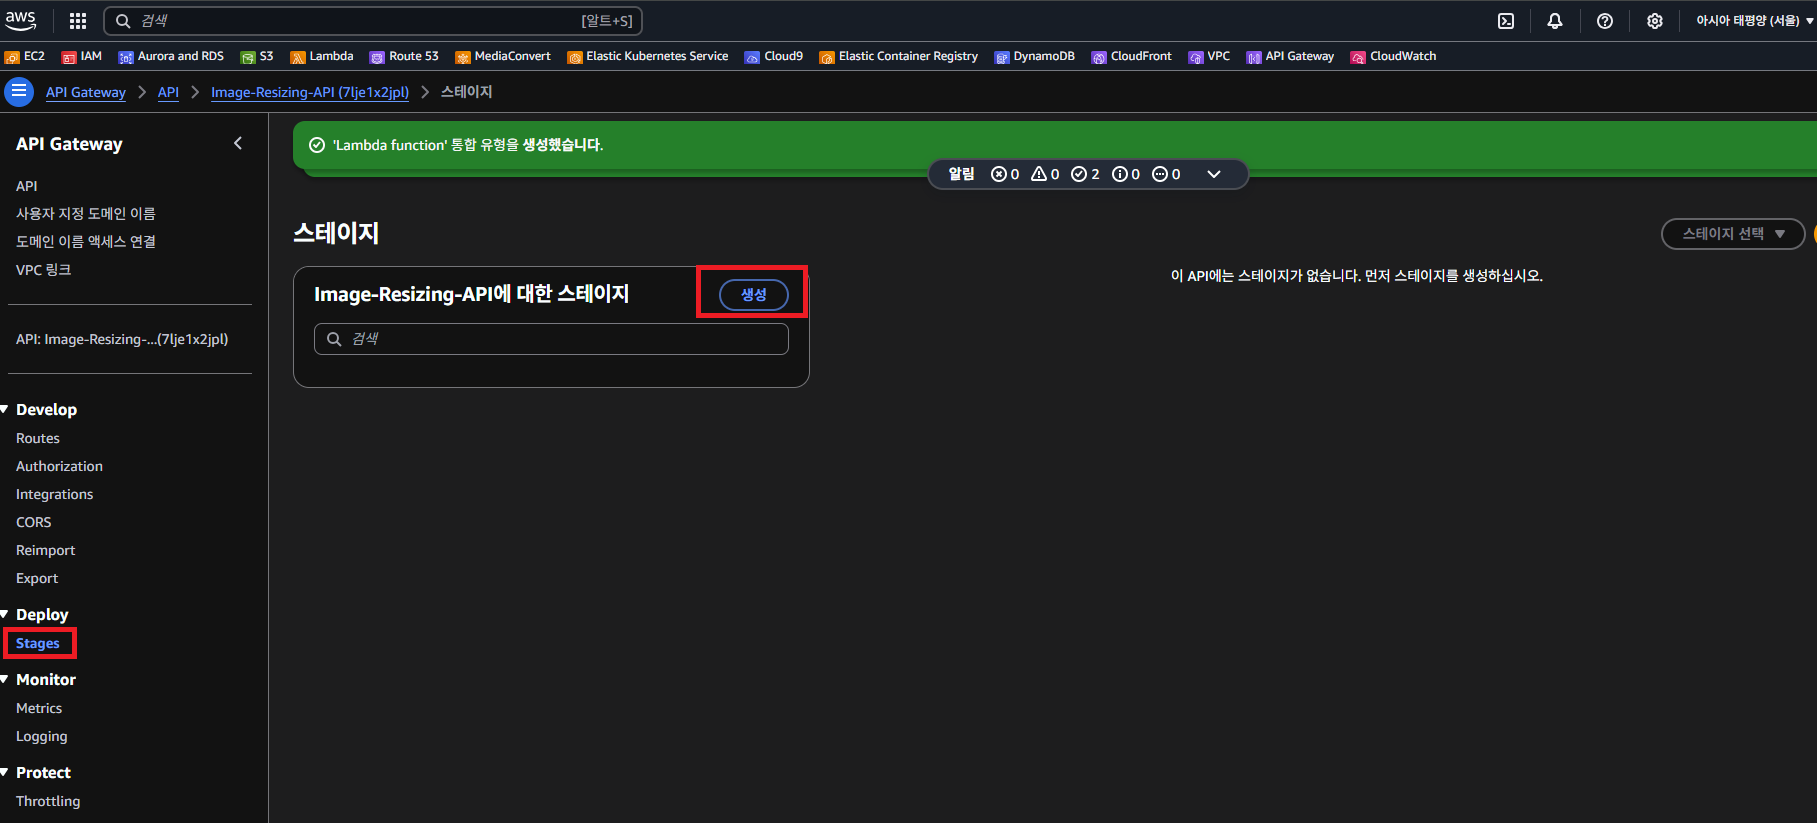 aws
검색 [알트+S]
아시아 태평양 (서울)
EC2 IAM Aurora and RDS S3 Lambda Route 53 MediaConvert Elastic Kubernetes Service Cloud9 Elastic Container Registry DynamoDB CloudFront VPC API Gateway CloudWatch
API Gateway > API > Image-Resizing-API (7lje1x2jpl) > 스테이지
API Gateway
API
사용자 지정 도메인 이름
도메인 이름 액세스 연결
VPC 링크
API: Image-Resizing-...(7lje1x2jpl)
Develop
Routes
Authorization
Integrations
CORS
Reimport
Export
Deploy
Stages
Monitor
Metrics
Logging
Protect
Throttling
'Lambda function' 통합 유형을 생성했습니다.
알림 0 0 2 0 0
스테이지
스테이지 선택
Image-Resizing-API에 대한 스테이지
생성
검색
이 API에는 스테이지가 없습니다. 먼저 스테이지를 생성하십시오.